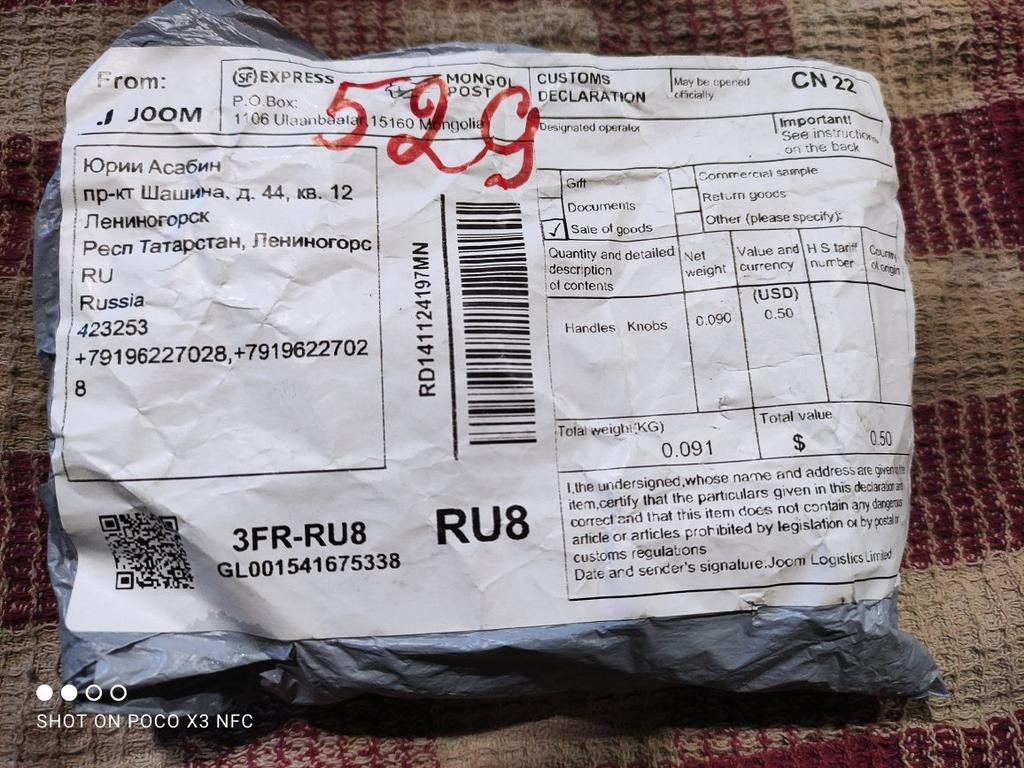 From:
JOOM
SF EXPRESS
MONGOL
POST
P.O.Box:
1106 Ulaanbaatar 15160 Mongolia
529
CUSTOMS
DECLARATION
May be opened
officially
CN 22
Designated operator
Important!
See instructions
on the back
Юрии Асабин
пр-кт Шашина, д. 44, кв. 12
Лениногорск
Респ Татарстан, Лениногорс
RU
Russia
423253
+79196227028,+7919622702
8
RD141124197MN
Gift
Documents
✓ Sale of goods
Commercial sample
Return goods
Other (please specify):
Quantity and detailed
description
of contents
Net
weight
Value and
currency
H S tariff
number
Country
of origin
(USD)
Handles Knobs
0.090
0.50
Total weight(KG)
0.091
Total value
$ 0.50
I,the undersigned,whose name and address are given
item,certify that the particulars given in this declaration are
correct and that this item does not contain any dangerous
article or articles prohibited by legislation or by postal or
customs regulations
Date and sender's signature:Joom Logislics Limited
3FR-RU8
GL001541675338
RU8
SHOT ON POCO X3 NFC